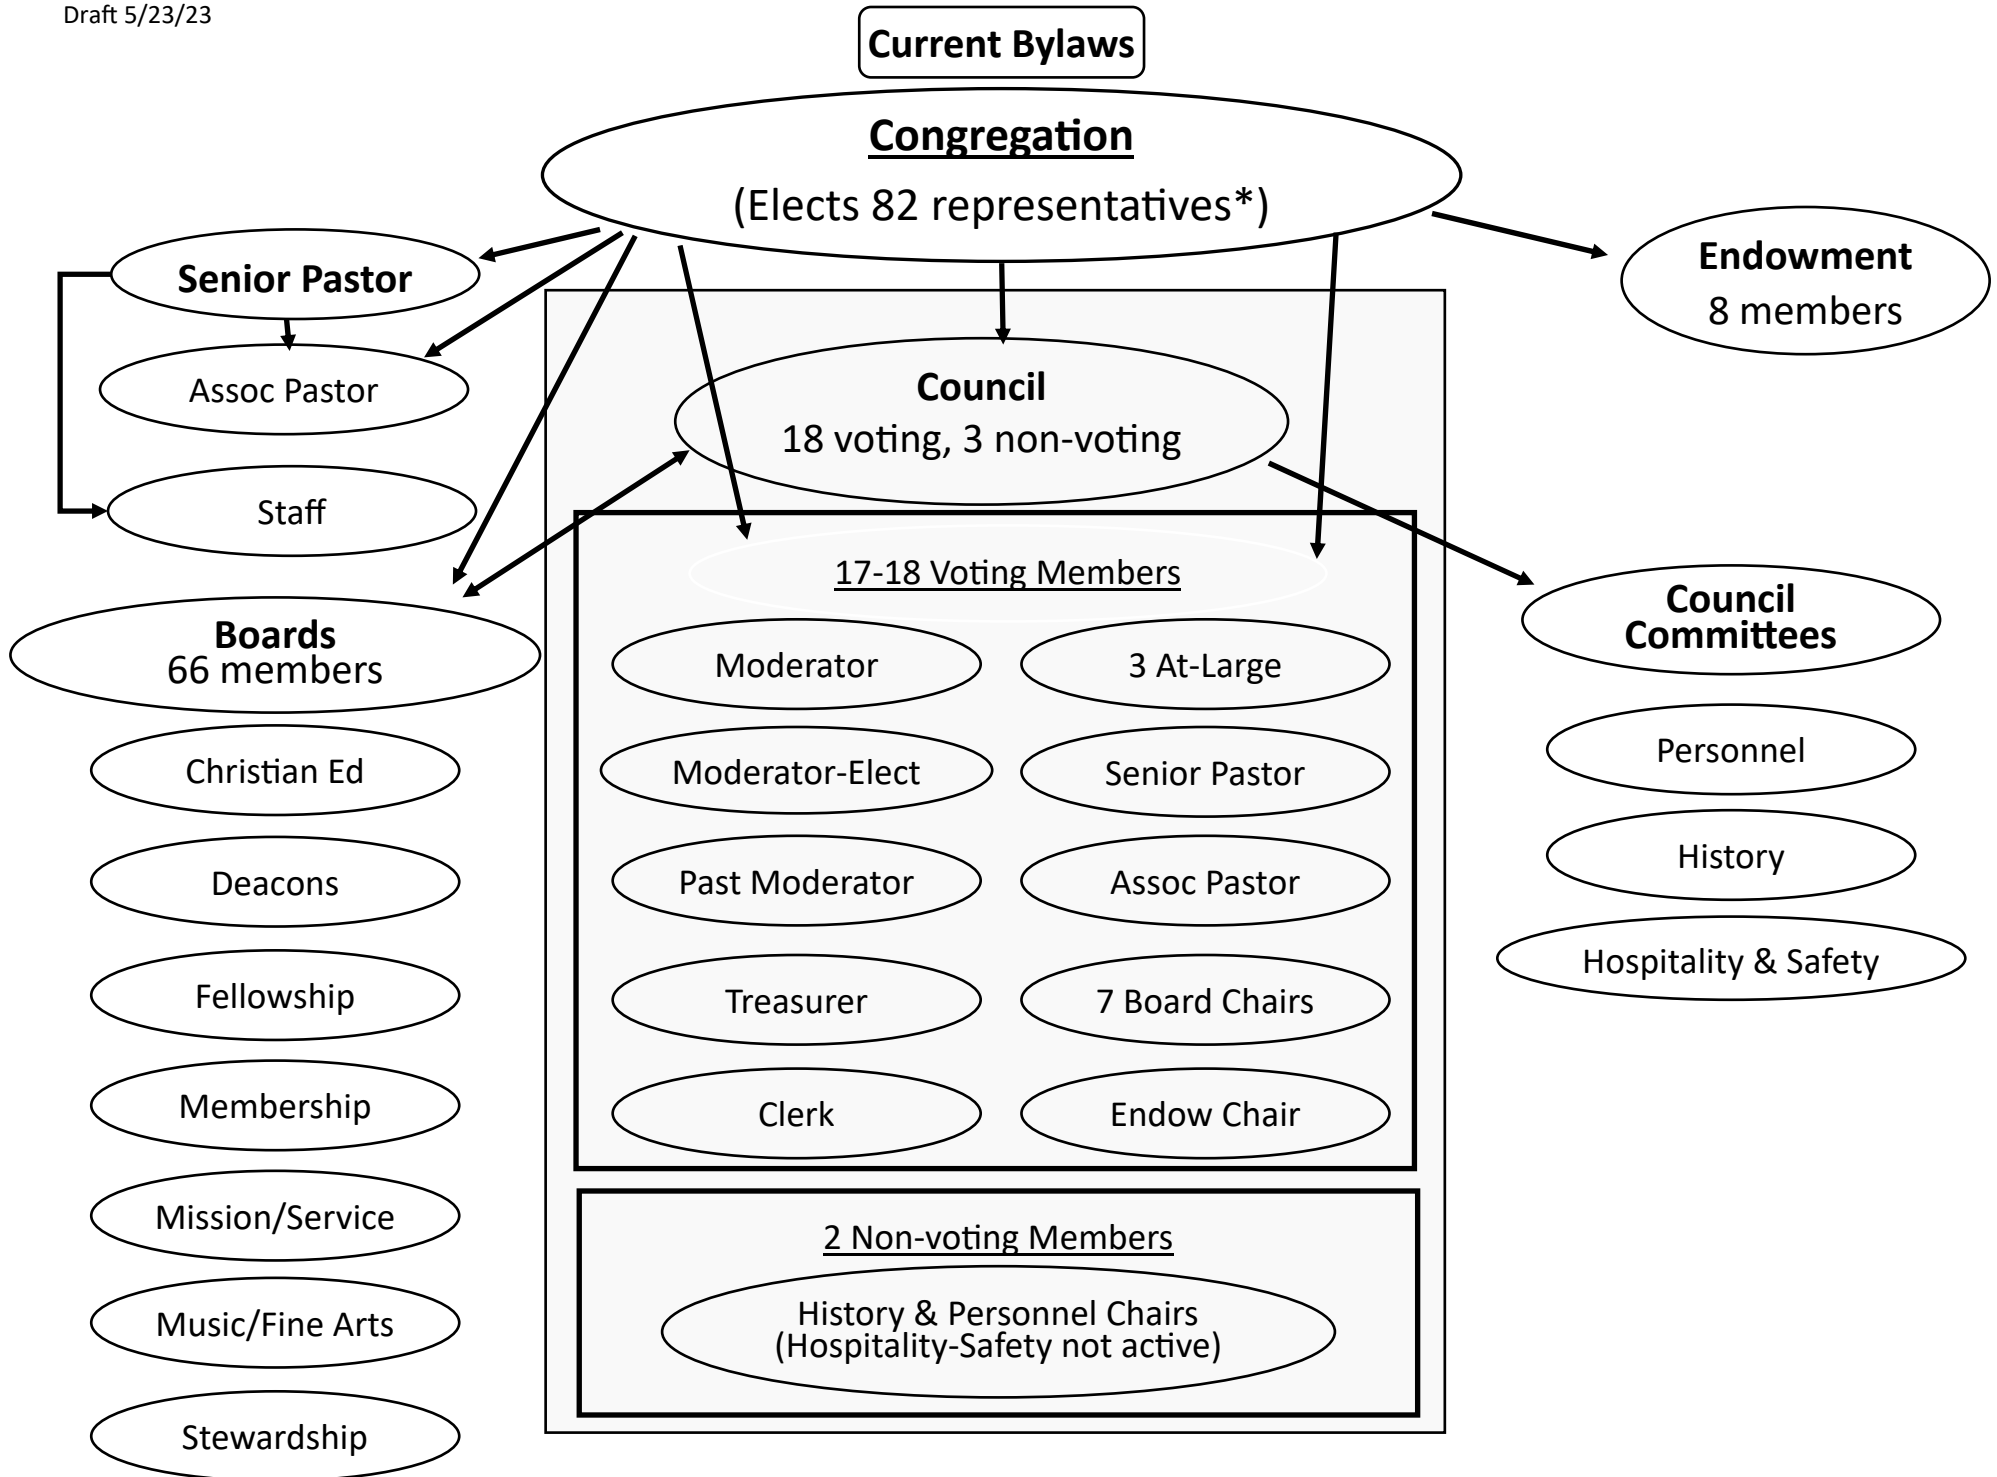 Draft 5/23/23
Current Bylaws
Congregation
(Elects 82 representatives*)
Senior Pastor
Assoc Pastor
Staff
Endowment
8 members
Council
18 voting, 3 non-voting
Boards
66 members
Christian Ed
Deacons
Fellowship
Membership
Mission/Service
Music/Fine Arts
Stewardship
17-18 Voting Members
Moderator
Moderator-Elect
Past Moderator
Treasurer
Clerk
3 At-Large
Senior Pastor
Assoc Pastor
7 Board Chairs
Endow Chair
2 Non-voting Members
History & Personnel Chairs
(Hospitality-Safety not active)
Council
Committees
Personnel
History
Hospitality & Safety